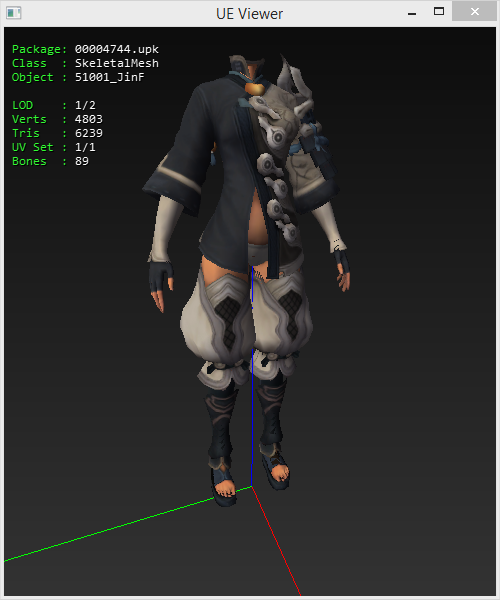 UE Viewer
Package: 00004744.upk
Class : SkeletalMesh
Object : 51001_JinF
LOD : 1/2
Verts : 4803
Tris : 6239
UV Set : 1/1
Bones : 89